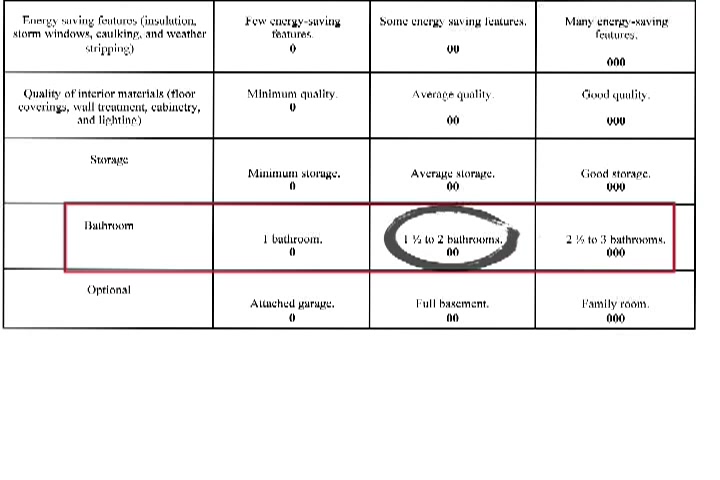 Energy saving features (insulation, storm windows, caulking, and weather stripping)
Few energy-saving features.
0
Some energy saving features.
00
Many energy-saving features.
000
Quality of interior materials (floor coverings, wall treatment, cabinetry, and lighting)
Minimum quality.
0
Average quality.
00
Good quality.
000
Storage
Minimum storage.
0
Average storage.
00
Good storage.
000
Bathroom
1 bathroom.
0
1 ½ to 2 bathrooms.
00
2 ½ to 3 bathrooms.
000
Optional
Attached garage.
0
Full basement.
00
Family room.
000